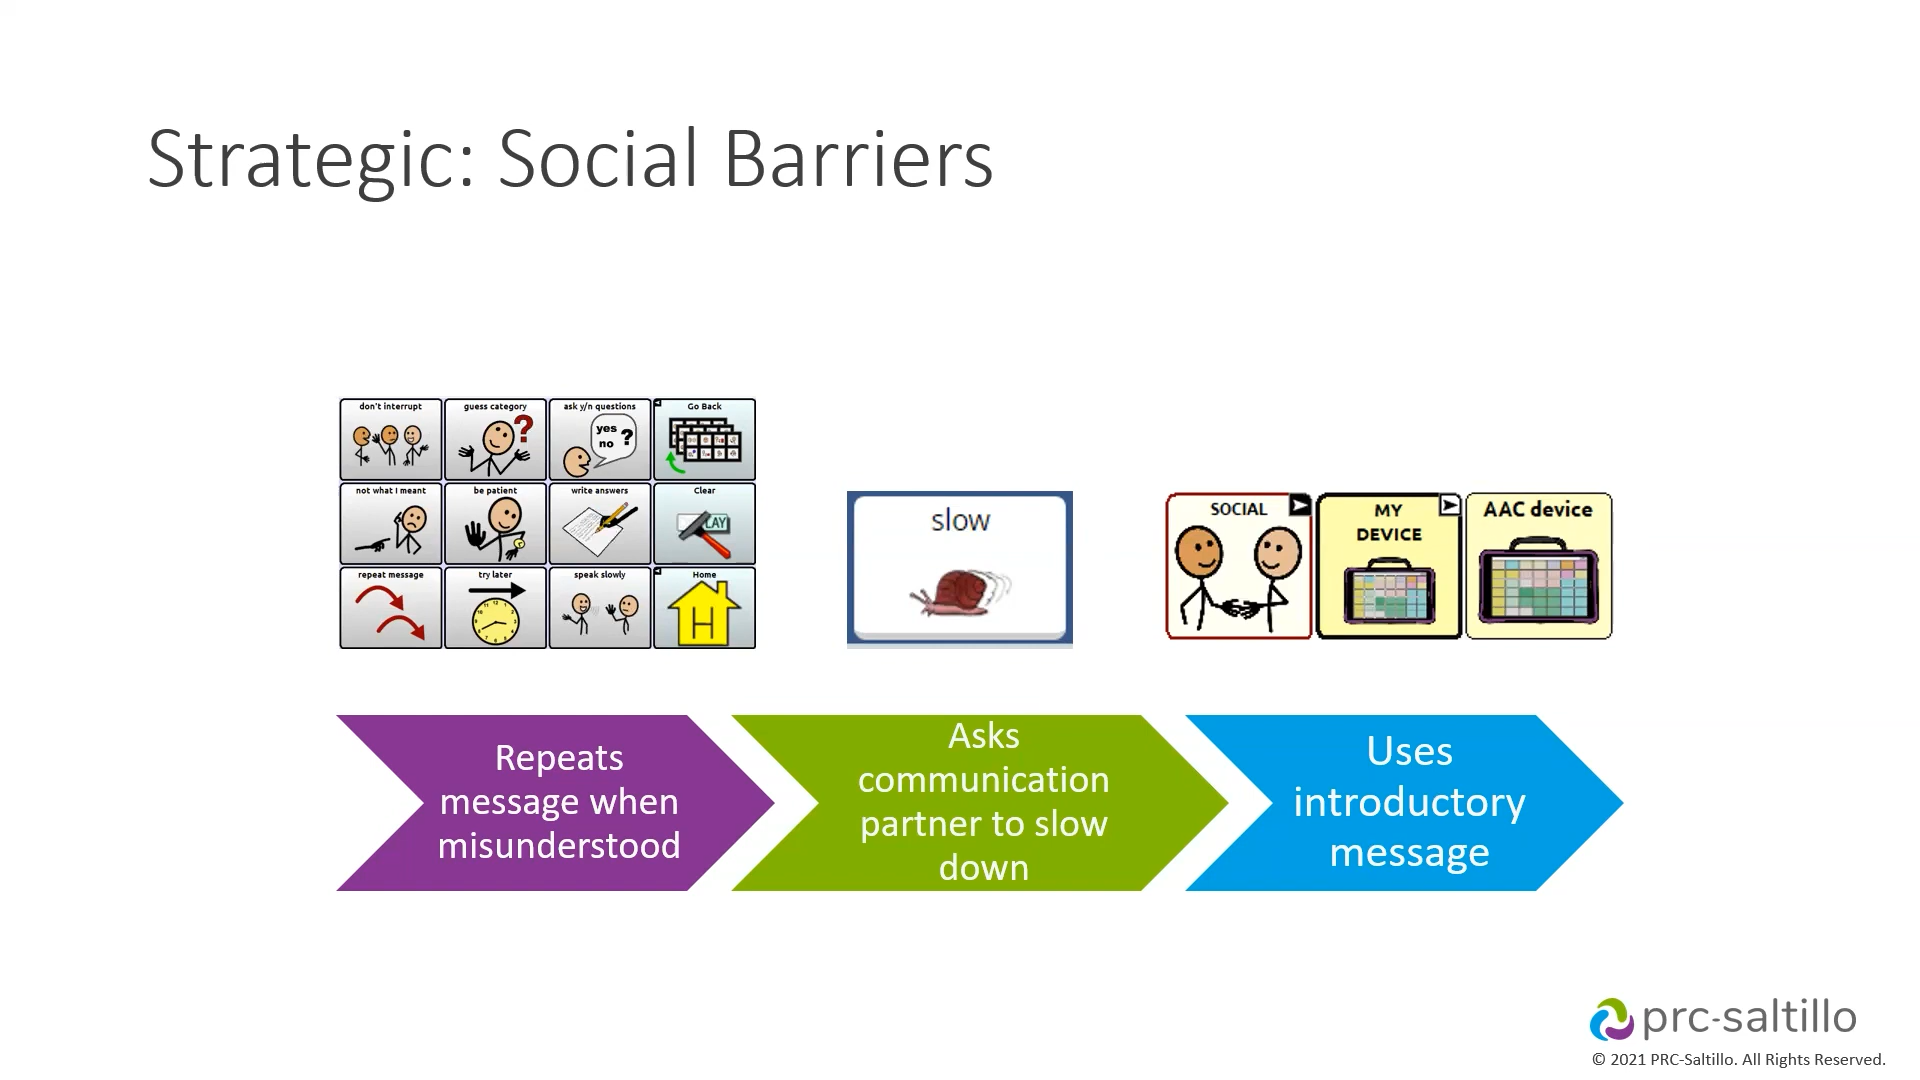 Strategic: Social Barriers
don't interrupt
guess category
ask y/n questions
yes
no ?
Go Back
not what I meant
be patient
write answers
Clear
LAY
repeat message
try later
speak slowly
Home
H
slow
SOCIAL
MY
DEVICE
AAC device
Repeats
message when
misunderstood
Asks
communication
partner to slow
down
Uses
introductory
message
prc-saltillo
© 2021 PRC-Saltillo. All Rights Reserved.